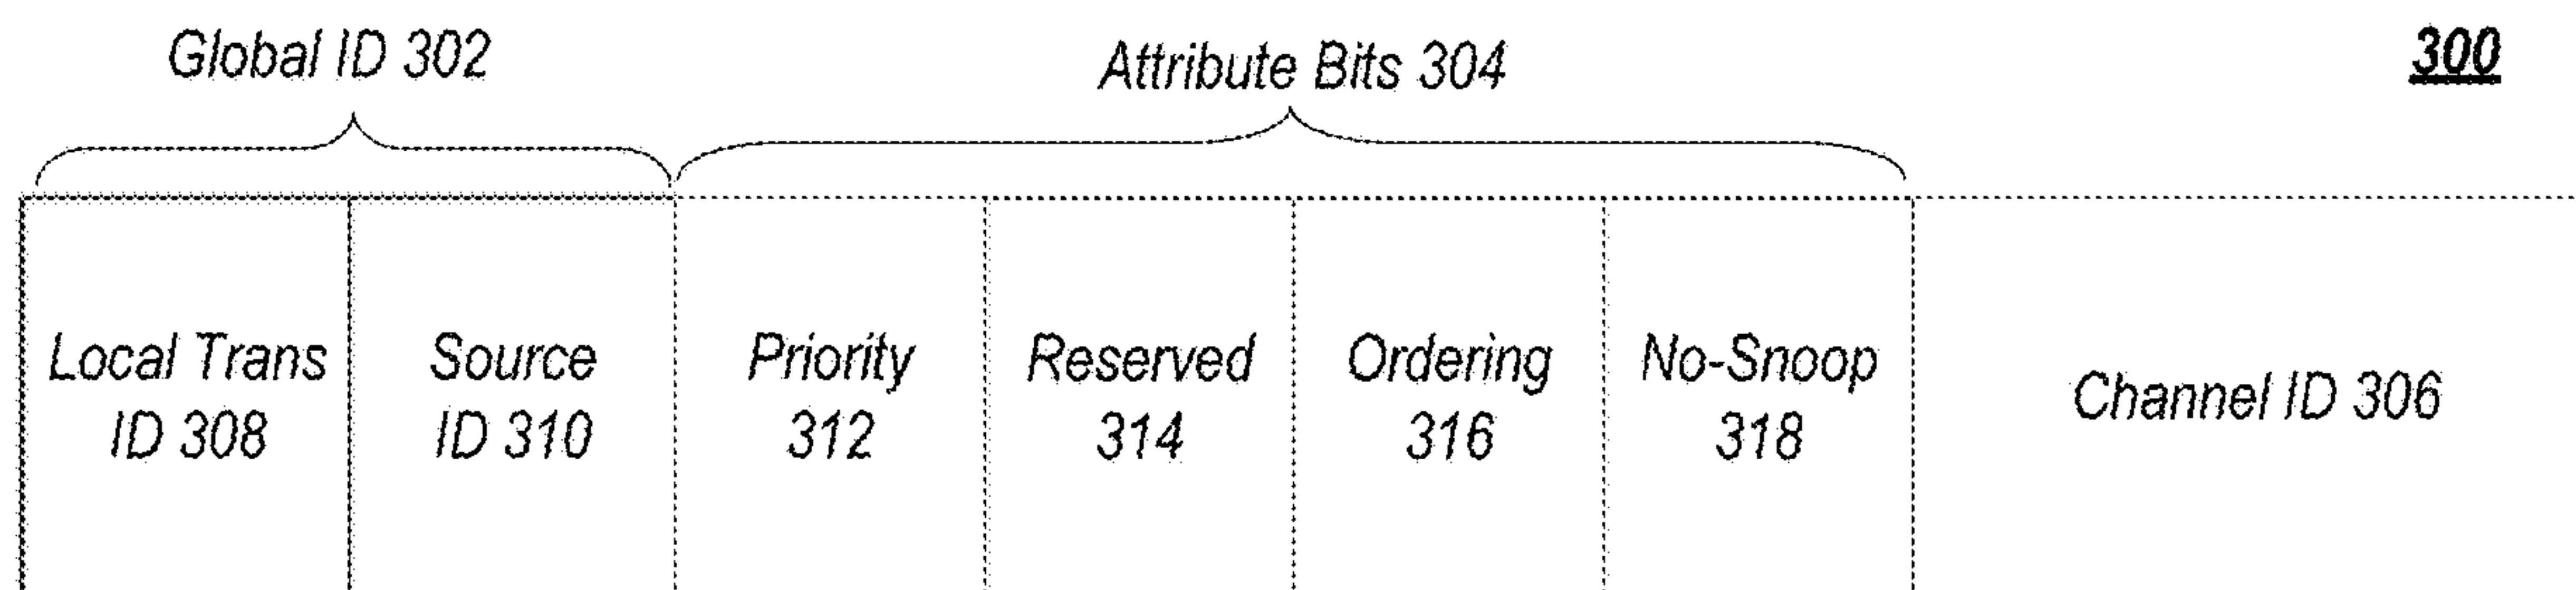 Global ID 302
Attribute Bits 304
300
Local Trans
ID 308
Source
ID 310
Priority
312
Reserved
314
Ordering
316
No-Snoop
318
Channel ID 306